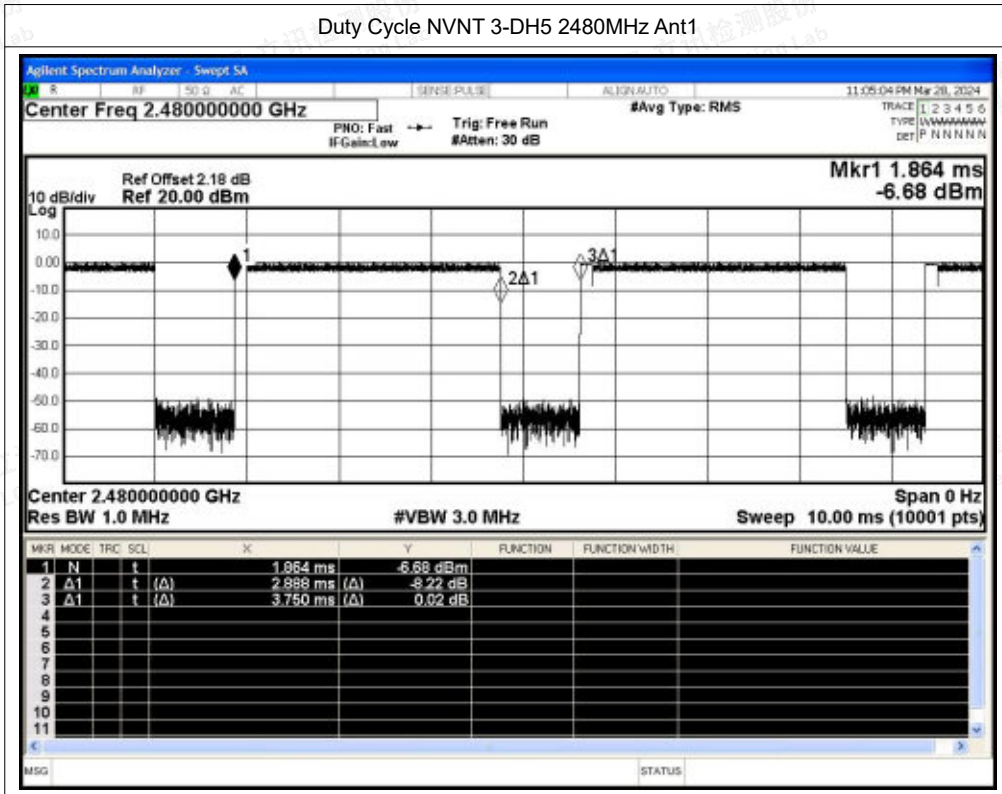 Duty Cycle NVNT 3-DH5 2480MHz Ant1
Agilent Spectrum Analyzer - Swept SA
R RF 50 Ω AC SENSE:PULSE ALIGN AUTO 11:05:04 PM Mar 28, 2024
Center Freq 2.480000000 GHz #Avg Type: RMS TRACE 1 2 3 4 5 6
PNO: Fast Trig: Free Run TYPE
IFGain:Low #Atten: 30 dB DET P N N N N N
Mkr1 1.864 ms
Ref Offset 2.18 dB
10 dB/div Ref 20.00 dBm -6.68 dBm
Log
10.0
0.00
-10.0
-20.0
-30.0
-40.0
-50.0
-60.0
-70.0
1
2Δ1
3Δ1
Center 2.480000000 GHz Span 0 Hz
Res BW 1.0 MHz #VBW 3.0 MHz Sweep 10.00 ms (10001 pts)
MKR MODE TRC SCL X Y FUNCTION FUNCTION WIDTH FUNCTION VALUE
1 N t 1.864 ms -6.68 dBm
2 Δ1 t (Δ) 2.888 ms (Δ) -8.22 dB
3 Δ1 t (Δ) 3.750 ms (Δ) 0.02 dB
4
5
6
7
8
9
10
11
MSG STATUS